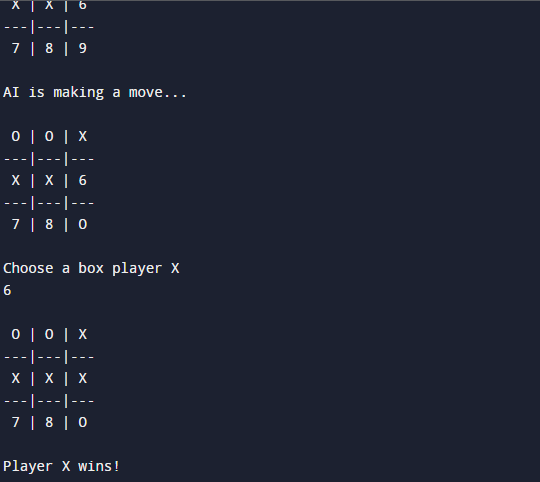 X | X | 6
---|---|---
7 | 8 | 9
AI is making a move...
O | O | X
---|---|---
X | X | 6
---|---|---
7 | 8 | O
Choose a box player X
6
O | O | X
---|---|---
X | X | X
---|---|---
7 | 8 | O
Player X wins!